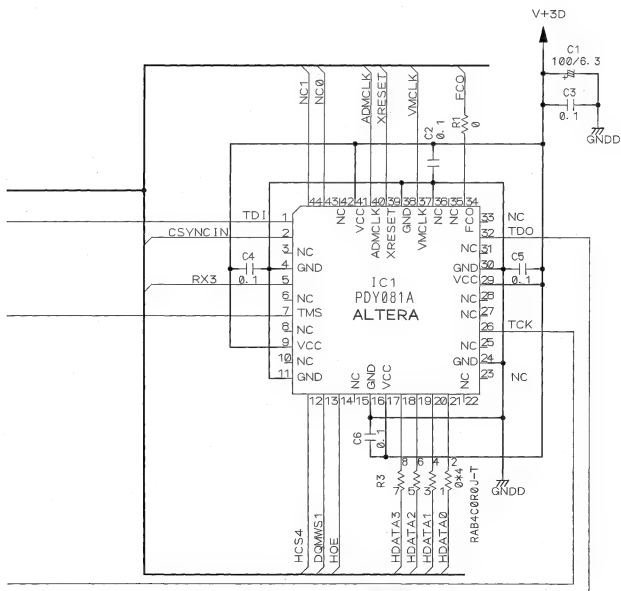 V+3D
C1
100/6.3
+
C3
0.1
GNDD
NC1
NC0
ADMCLK
XRESET
VMCLK
FCO
C2
0.1
R1
0
44 43 42 41 40 39 38 37 36 35 34
NC
VCC
ADMCLK
XRESET
GND
VMCLK
NC
NC
FCO
TDI 1
CSYNCIN 2
3 NC
C4
0.1
4 GND
RX3 5
6 NC
7 TMS
8 NC
9 VCC
10 NC
11 GND
IC1
PDY081A
ALTERA
33 NC
32 TDO
NC 31
GND 30
C5
0.1
VCC 29
NC 28
NC 27
26 TCK
NC 25
GND 24
23 NC
NC
GND
VCC
NC
12 13 14 15 16 17 18 19 20 21 22
C6
0.1
R3
8 6 4 2
7 5 3 1
0*4
RAB4C0R0J-T
GNDD
HCS4
DQMWS1
HOE
HDATA3
HDATA2
HDATA1
HDATA0